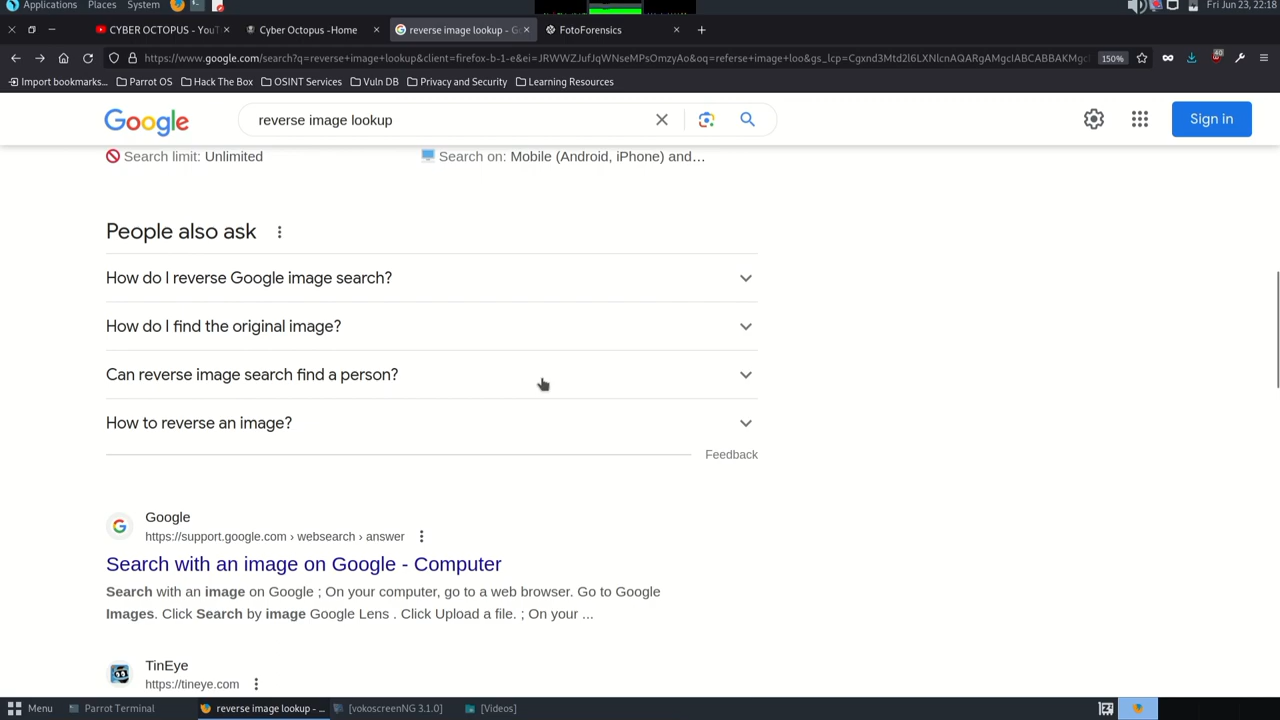 Applications Places System Fri Jun 23, 22:18
CYBER OCTOPUS - YouT × Cyber Octopus -Home × reverse image lookup - G × FotoForensics × +
https://www.google.com/search?q=reverse+image+lookup&client=firefox-b-1-e&ei=JRWWZJufJqWNseMPsOmzyAo&oq=referse+image+loo&gs_lcp=Cgxnd3Mtd2l6LXNlcnAQARgAMgcIABCABBAKMgc 150% 40
Import bookmarks... Parrot OS Hack The Box OSINT Services Vuln DB Privacy and Security Learning Resources
Google reverse image lookup Sign in
Search limit: Unlimited Search on: Mobile (Android, iPhone) and…
People also ask
How do I reverse Google image search?
How do I find the original image?
Can reverse image search find a person?
How to reverse an image?
Feedback
Google
https://support.google.com › websearch › answer
Search with an image on Google - Computer
Search with an image on Google ; On your computer, go to a web browser. Go to Google
Images. Click Search by image Google Lens . Click Upload a file. ; On your ...
TinEye
https://tineye.com
Menu Parrot Terminal reverse image lookup - ... [vokoscreenNG 3.1.0] [Videos]